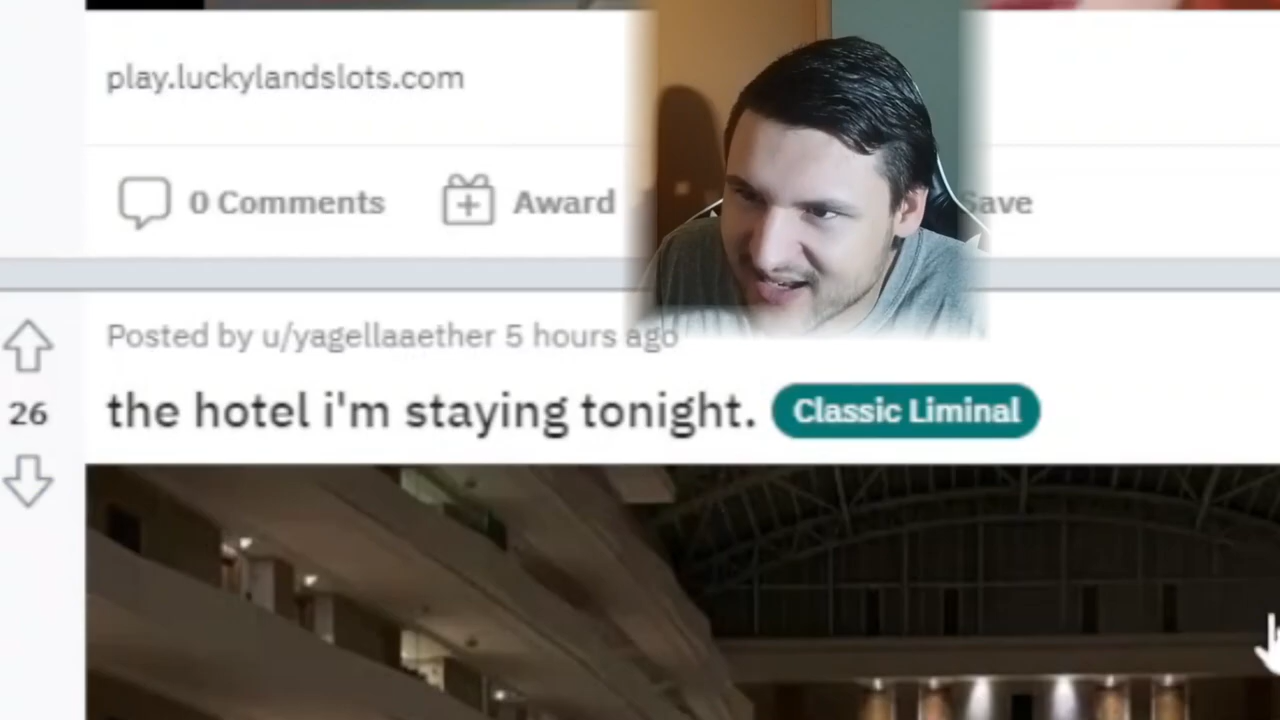 play.luckylandslots.com
0 Comments Award Save
Posted by u/yagellaaether 5 hours ago
26
the hotel i'm staying tonight. Classic Liminal